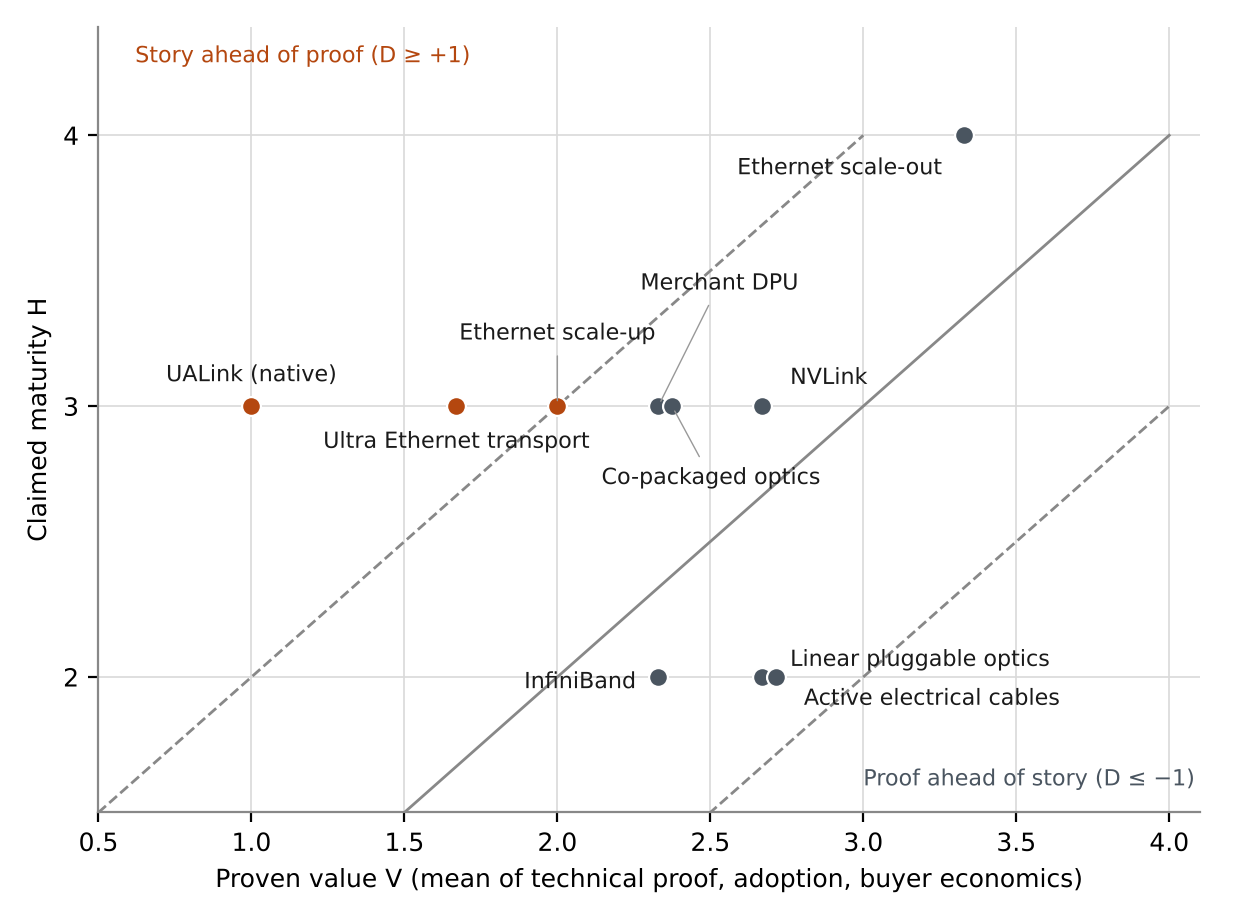 Story ahead of proof (D ≥ +1)
4
Ethernet scale-out
Merchant DPU
Ethernet scale-up
UALink (native)
NVLink
3
Ultra Ethernet transport
Co-packaged optics
Claimed maturity H
Linear pluggable optics
2
InfiniBand
Active electrical cables
Proof ahead of story (D ≤ −1)
0.5 1.0 1.5 2.0 2.5 3.0 3.5 4.0
Proven value V (mean of technical proof, adoption, buyer economics)